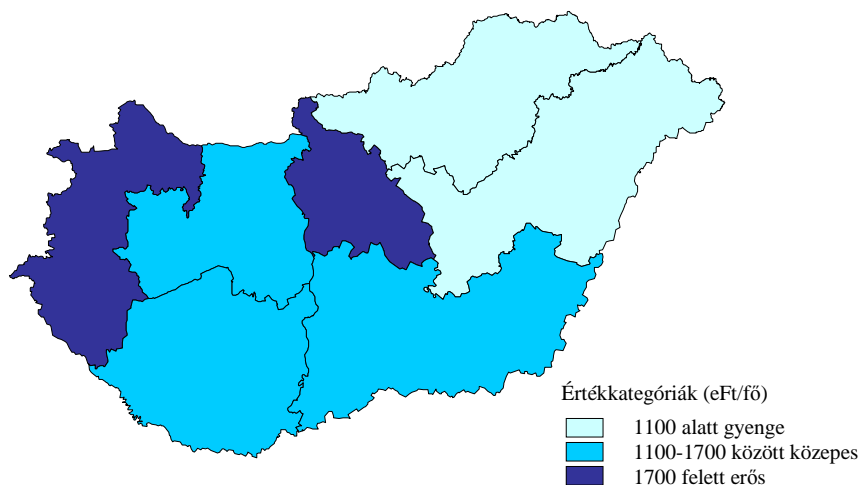 Értékkategóriák (eFt/fő)
1100 alatt gyenge
1100-1700 között közepes
1700 felett erős